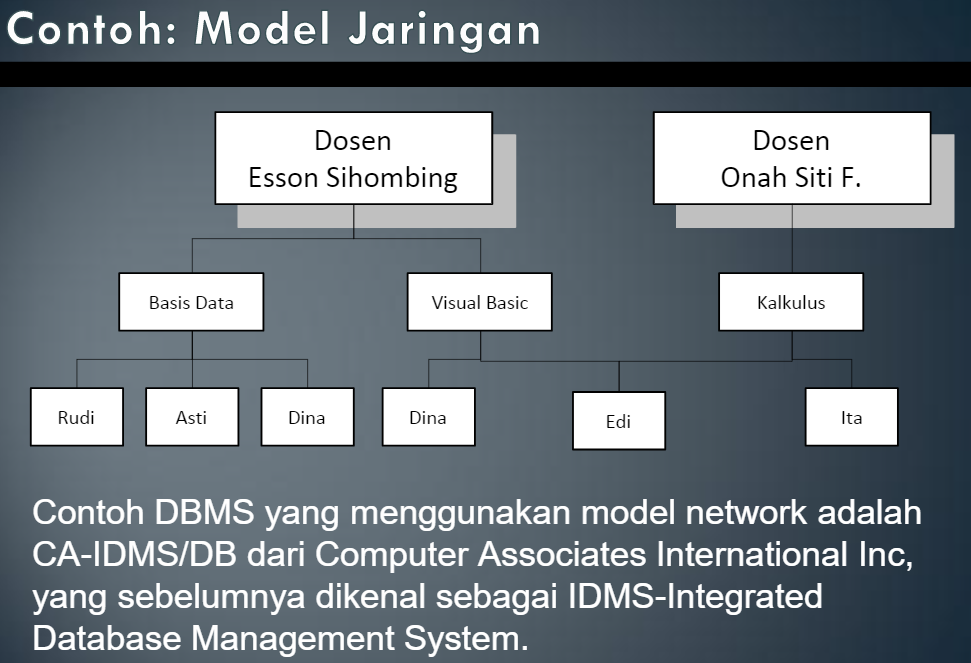 Contoh: Model Jaringan
Dosen
Esson Sihombing
Dosen
Onah Siti F.
Basis Data
Visual Basic
Kalkulus
Rudi
Asti
Dina
Dina
Edi
Ita
Contoh DBMS yang menggunakan model network adalah
CA-IDMS/DB dari Computer Associates International Inc,
yang sebelumnya dikenal sebagai IDMS-Integrated
Database Management System.